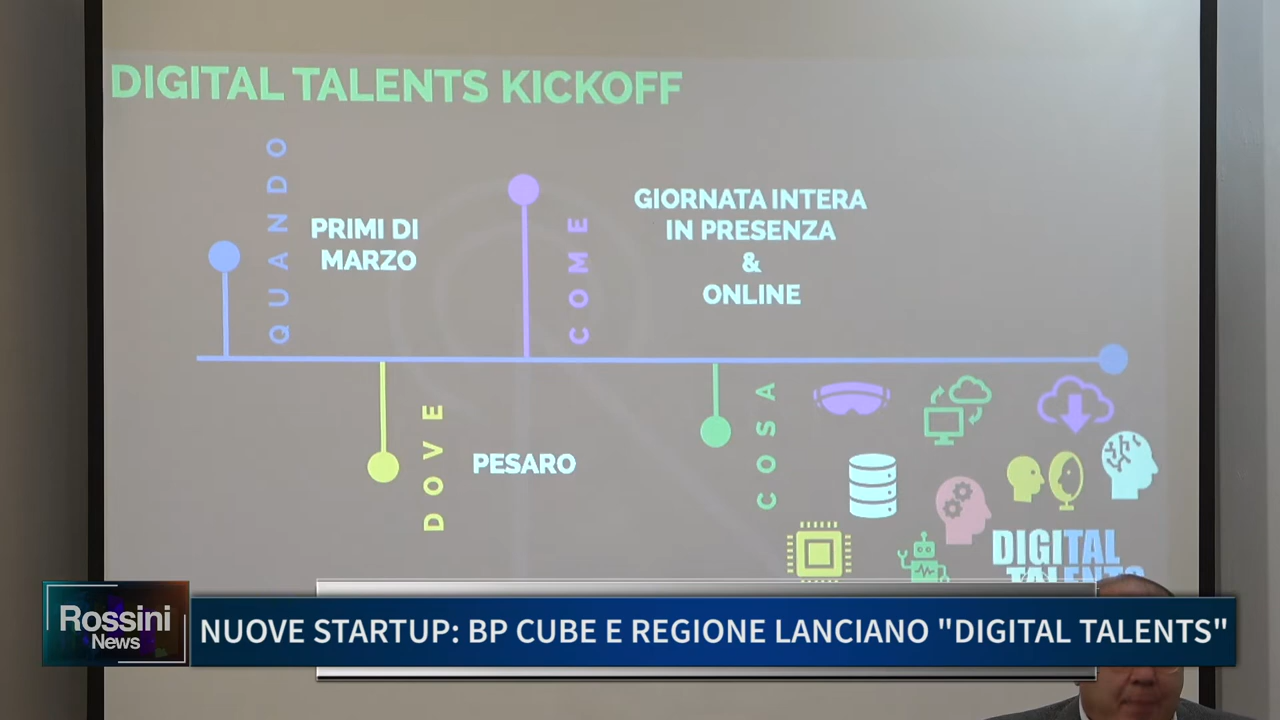 DIGITAL TALENTS KICKOFF
QUANDO
PRIMI DI
MARZO
COME
GIORNATA INTERA
IN PRESENZA
&
ONLINE
DOVE
PESARO
COSA
DIGITAL
TALENTS
Rossini
News
NUOVE STARTUP: BP CUBE E REGIONE LANCIANO "DIGITAL TALENTS"